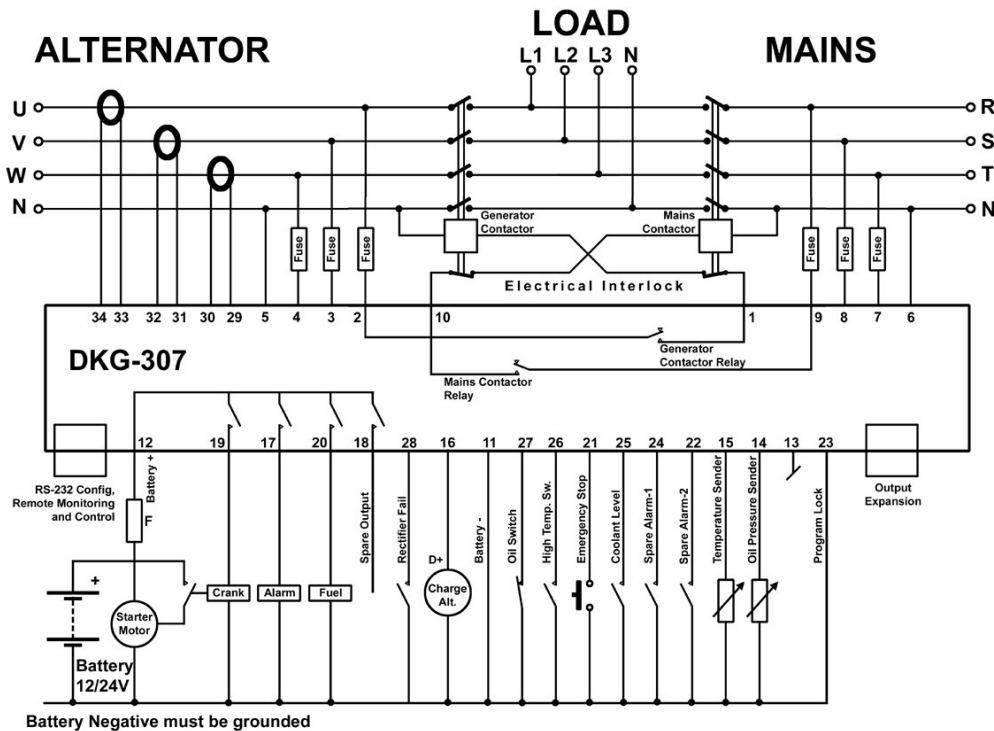 ALTERNATOR
LOAD
MAINS
L1 L2 L3 N
U
V
W
N
R
S
T
N
Generator
Contactor
Mains
Contactor
Fuse
Fuse
Fuse
Fuse
Fuse
Fuse
Electrical Interlock
34 33 32 31 30 29 5 4 3 2 10 1 9 8 7 6
DKG-307
Generator
Contactor Relay
Mains Contactor
Relay
12 19 17 20 18 28 16 11 27 26 21 25 24 22 15 14 13 23
RS-232 Config,
Remote Monitoring
and Control
Output
Expansion
Battery +
F
Spare Output
Rectifier Fail
D+
Charge
Alt.
Battery -
Oil Switch
High Temp. Sw.
Emergency Stop
Coolant Level
Spare Alarm-1
Spare Alarm-2
Temperature Sender
Oil Pressure Sender
Program Lock
+
Crank
Alarm
Fuel
Starter
Motor
Battery
12/24V
Battery Negative must be grounded